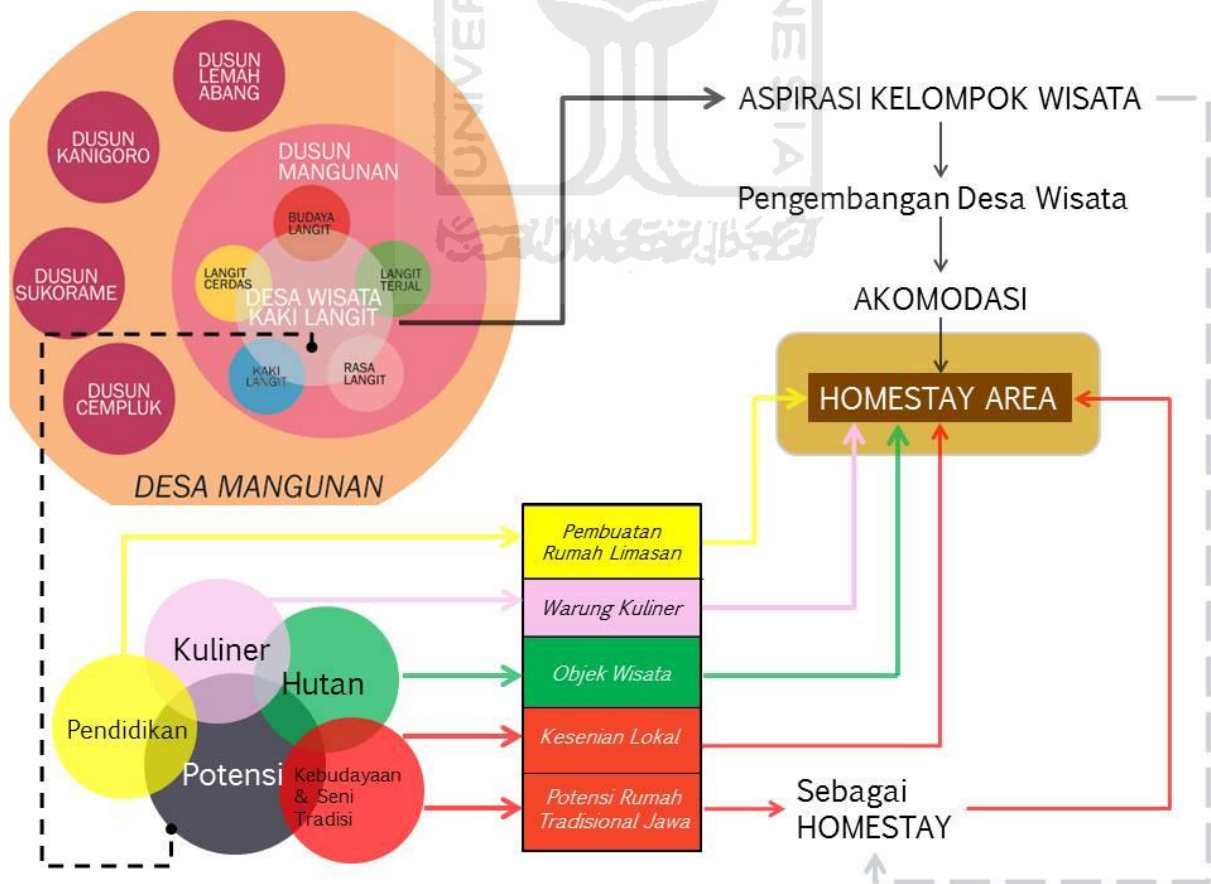 DUSUN
LEMAH
ABANG
DUSUN
KANIGORO
DUSUN
SUKORAME
DUSUN
CEMPLUK
DUSUN
MANGUNAN
BUDAYA
LANGIT
LANGIT
CERDAS
LANGIT
TERJAL
DESA WISATA
KAKI LANGIT
KAKI
LANGIT
RASA
LANGIT
DESA MANGUNAN
ASPIRASI KELOMPOK WISATA
Pengembangan Desa Wisata
AKOMODASI
HOMESTAY AREA
Pembuatan
Rumah Limasan
Warung Kuliner
Objek Wisata
Kesenian Lokal
Potensi Rumah
Tradisional Jawa
Kuliner
Hutan
Pendidikan
Potensi
Kebudayaan
& Seni
Tradisi
Sebagai
HOMESTAY